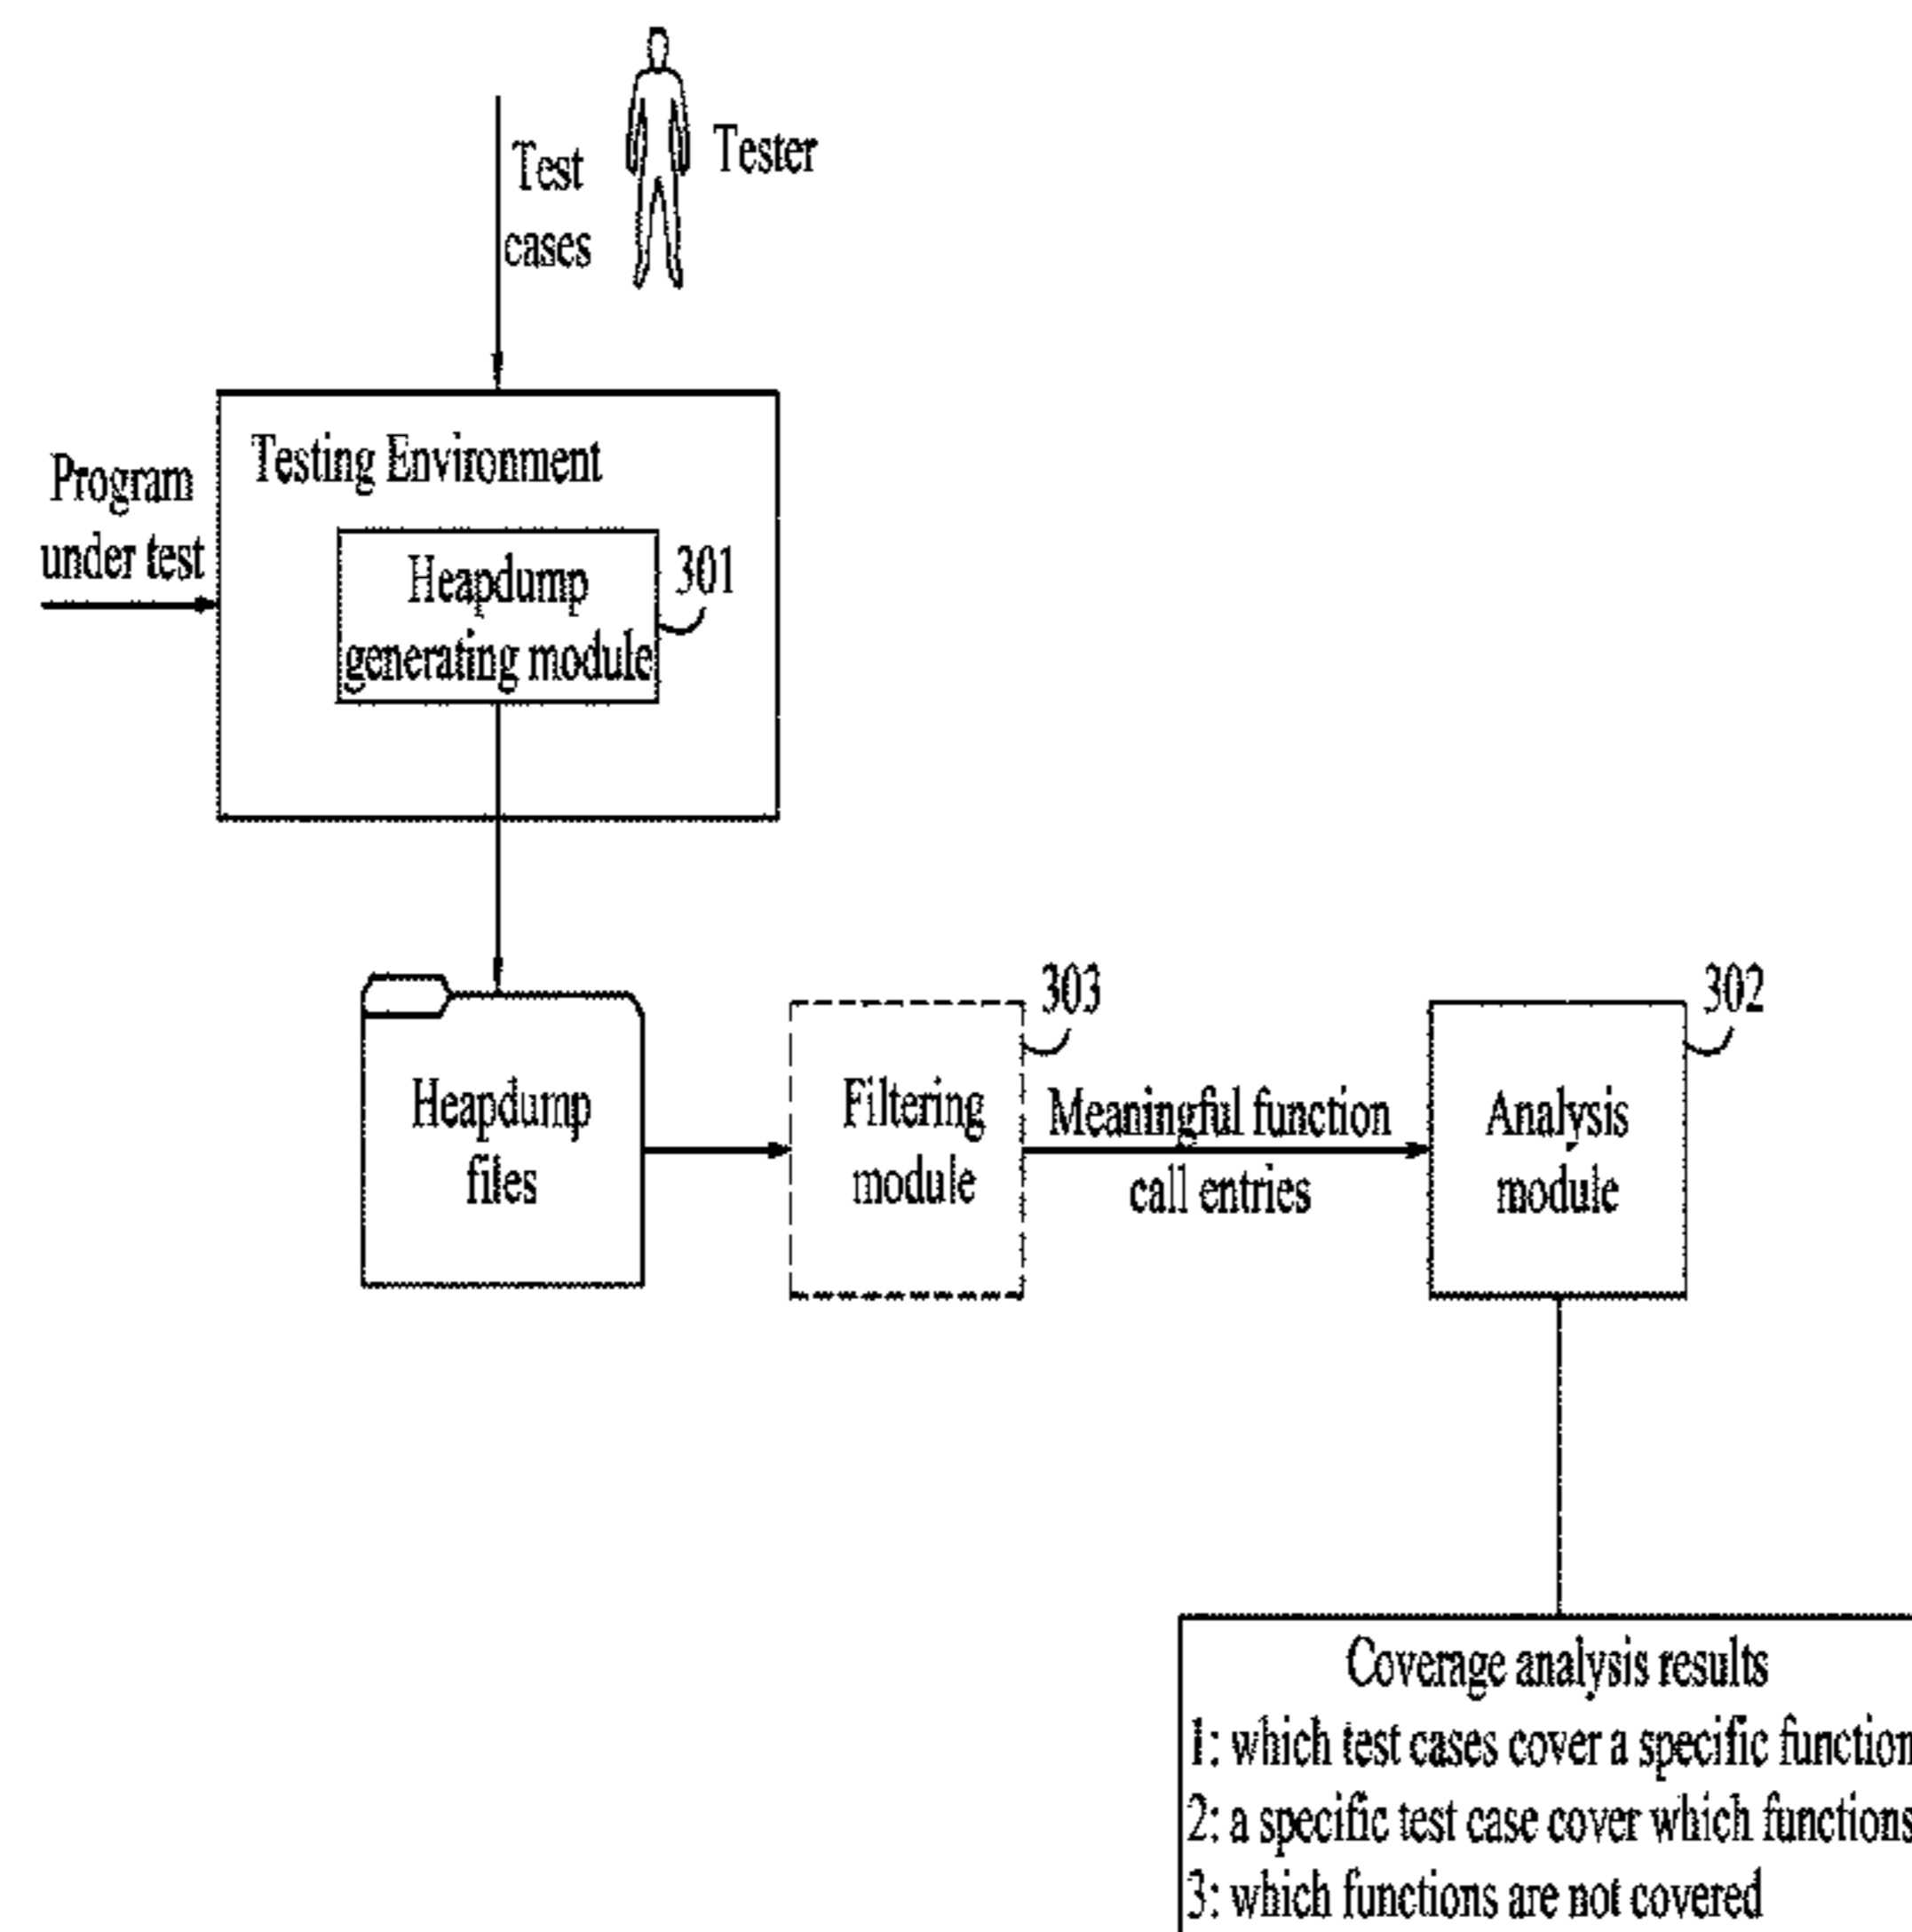 Test
cases
Tester
Program
under test
Testing Environment
Heapdump
generating module
301
Heapdump
files
303
Filtering
module
Meaningful function
call entries
302
Analysis
module
Coverage analysis results
1: which test cases cover a specific function
2: a specific test case cover which functions
3: which functions are not covered